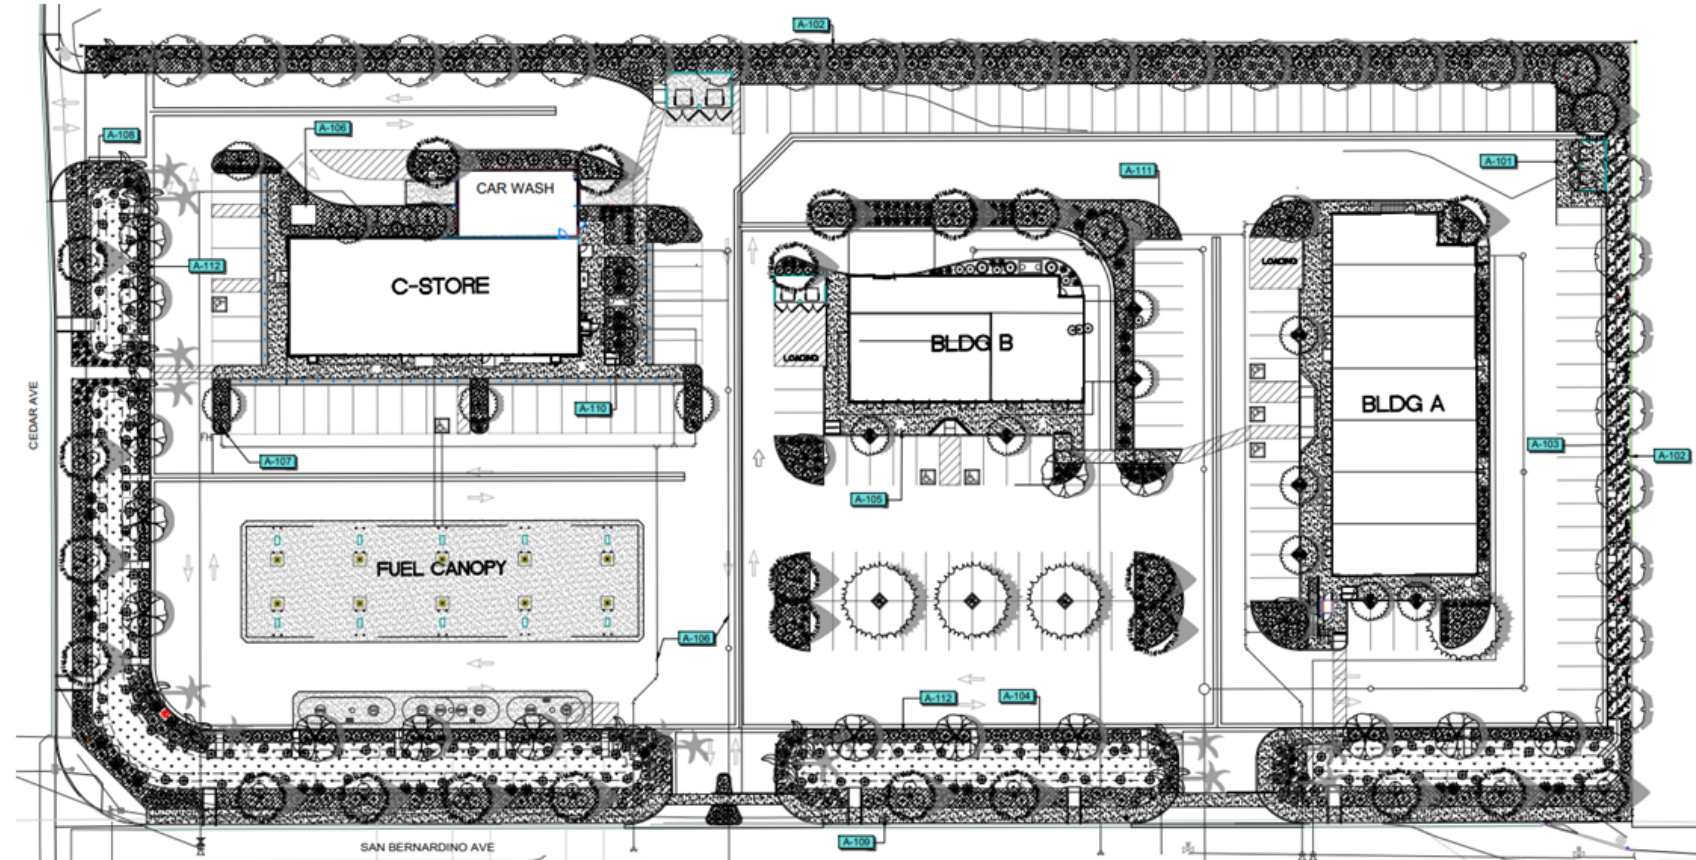 A-102
A-108
A-106
A-101
A-111
CAR WASH
A-112
LOADING
C-STORE
BLDG B
LOADING
CEDAR AVE
A-110
BLDG A
FH
A-107
A-103
A-102
A-105
FUEL CANOPY
A-106
A-112
A-104
A-109
SAN BERNARDINO AVE